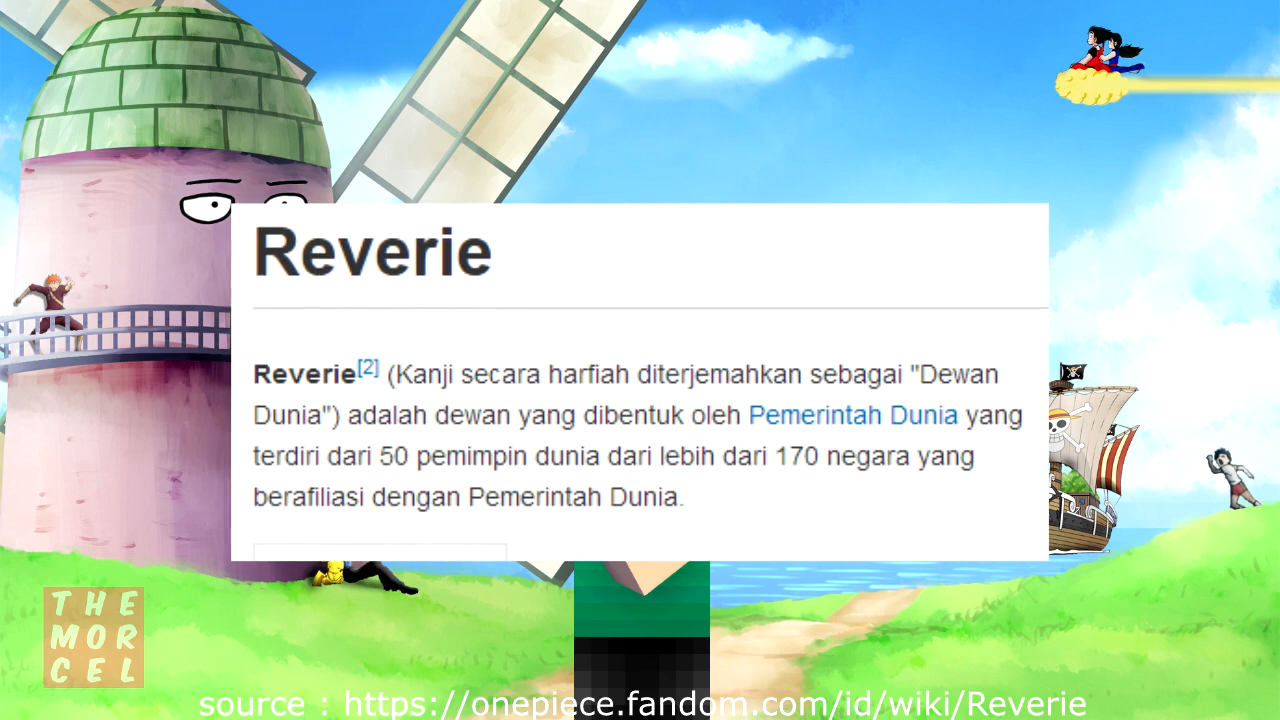 Reverie
Reverie[2] (Kanji secara harfiah diterjemahkan sebagai "Dewan
Dunia") adalah dewan yang dibentuk oleh Pemerintah Dunia yang
terdiri dari 50 pemimpin dunia dari lebih dari 170 negara yang
berafiliasi dengan Pemerintah Dunia.
THE
MOR
CEL
source : https://onepiece.fandom.com/id/wiki/Reverie